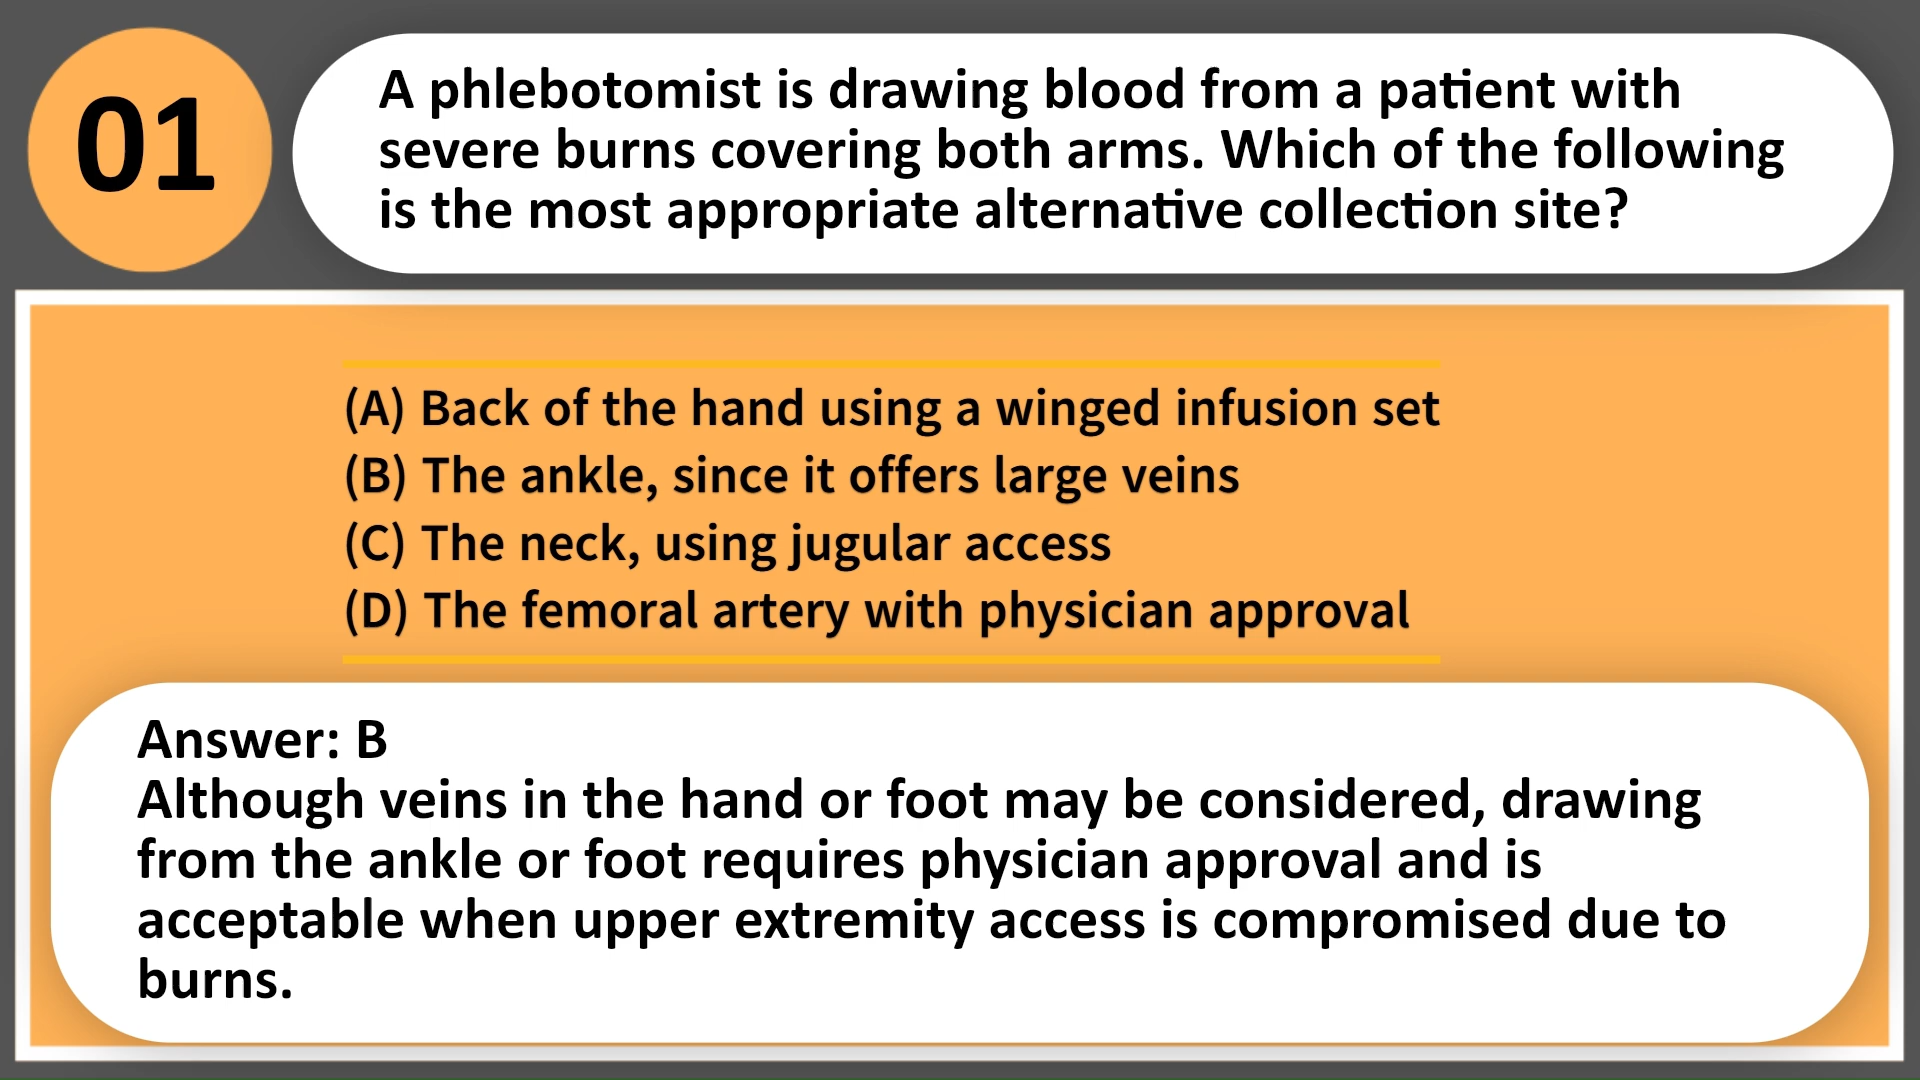 01
A phlebotomist is drawing blood from a patient with
severe burns covering both arms. Which of the following
is the most appropriate alternative collection site?
(A) Back of the hand using a winged infusion set
(B) The ankle, since it offers large veins
(C) The neck, using jugular access
(D) The femoral artery with physician approval
Answer: B
Although veins in the hand or foot may be considered, drawing
from the ankle or foot requires physician approval and is
acceptable when upper extremity access is compromised due to
burns.